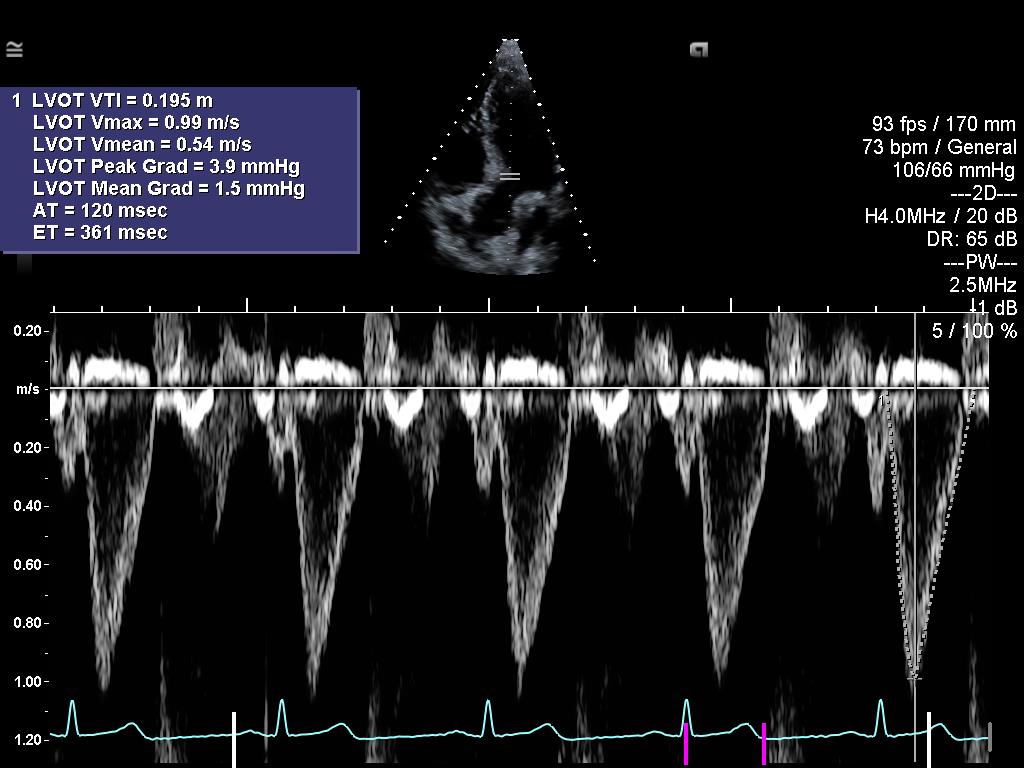 1 LVOT VTI = 0.195 m
LVOT Vmax = 0.99 m/s
LVOT Vmean = 0.54 m/s
LVOT Peak Grad = 3.9 mmHg
LVOT Mean Grad = 1.5 mmHg
AT = 120 msec
ET = 361 msec
93 fps / 170 mm
73 bpm / General
106/66 mmHg
---2D---
H4.0MHz / 20 dB
DR: 65 dB
---PW---
2.5MHz
-1 dB
5 / 100 %
0.20
m/s
0.20
0.40
0.60
0.80
1.00
1.20
1